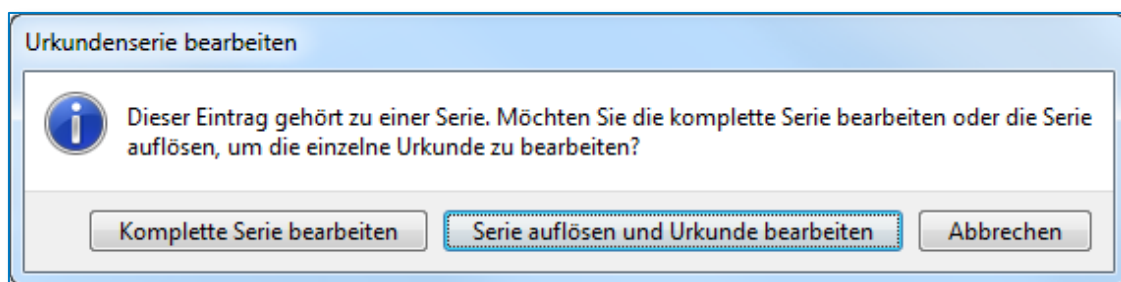 Urkundenserie bearbeiten
Dieser Eintrag gehört zu einer Serie. Möchten Sie die komplette Serie bearbeiten oder die Serie
auflösen, um die einzelne Urkunde zu bearbeiten?
Komplette Serie bearbeiten Serie auflösen und Urkunde bearbeiten Abbrechen